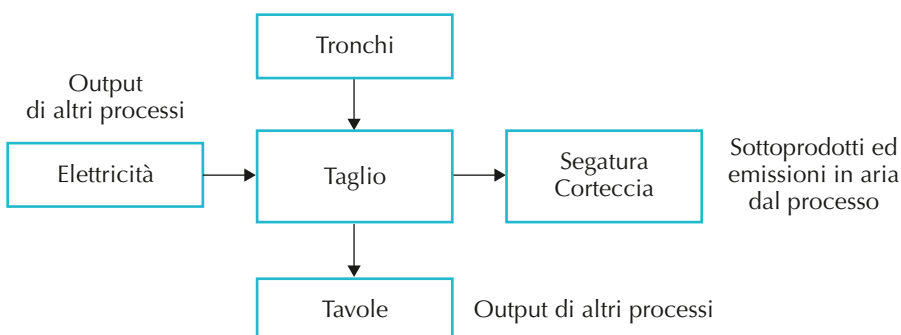 Tronchi
Output
di altri processi
Elettricità
Taglio
Segatura
Corteccia
Sottoprodotti ed
emissioni in aria
dal processo
Tavole
Output di altri processi